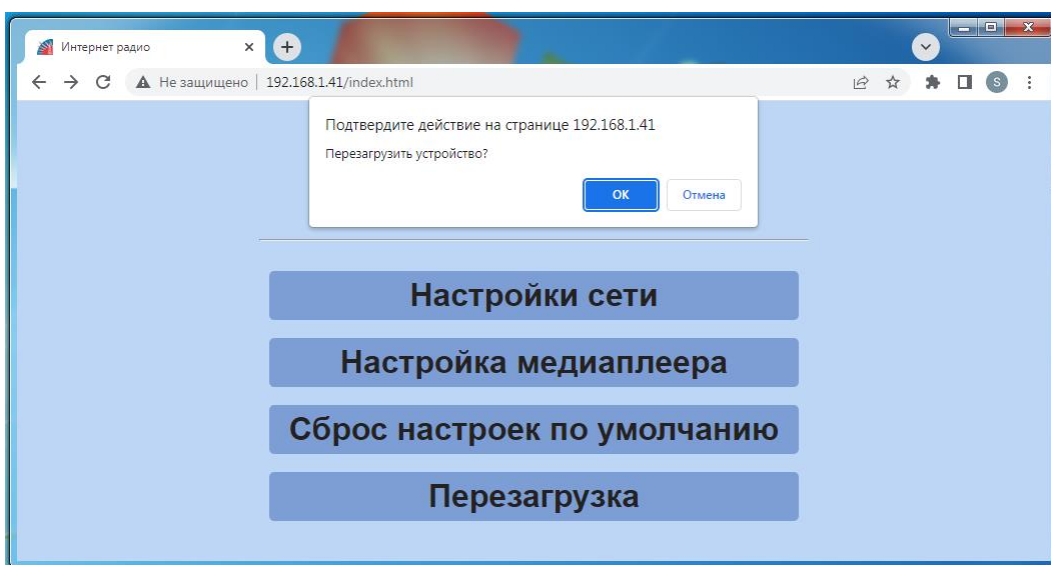 Интернет радио
Не защищено | 192.168.1.41/index.html
S
Подтвердите действие на странице 192.168.1.41
Перезагрузить устройство?
ОК Отмена
Настройки сети
Настройка медиаплеера
Сброс настроек по умолчанию
Перезагрузка